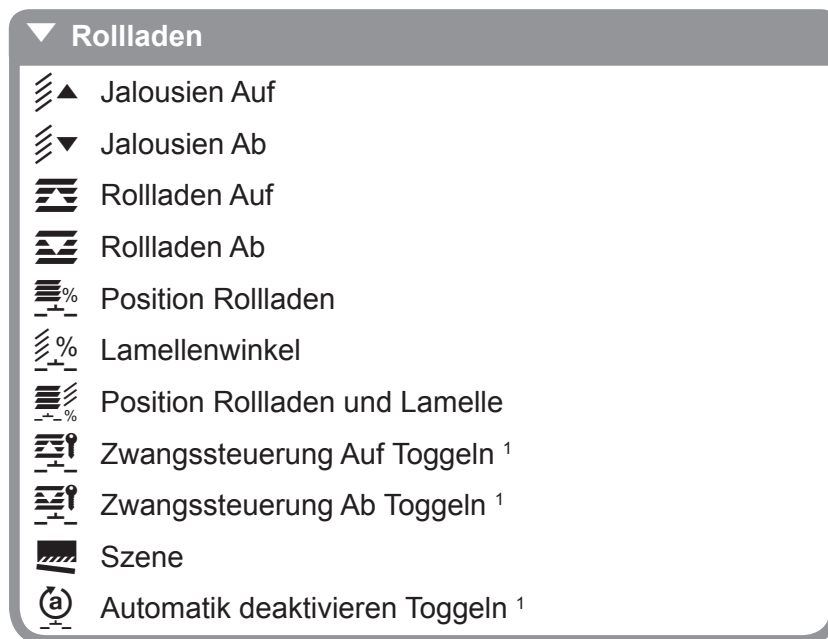 Rollladen
Jalousien Auf
Jalousien Ab
Rollladen Auf
Rollladen Ab
% Position Rollladen
% Lamellenwinkel
% Position Rollladen und Lamelle
Zwangssteuerung Auf Toggeln ¹
Zwangssteuerung Ab Toggeln ¹
Szene
a Automatik deaktivieren Toggeln ¹